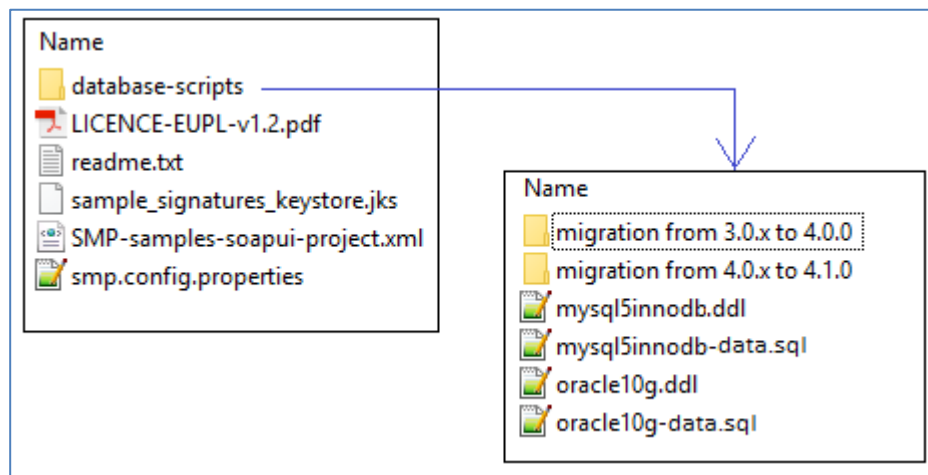 Name
database-scripts
LICENCE-EUPL-v1.2.pdf
readme.txt
sample_signatures_keystore.jks
SMP-samples-soapui-project.xml
smp.config.properties
Name
migration from 3.0.x to 4.0.0
migration from 4.0.x to 4.1.0
mysql5innodb.ddl
mysql5innodb-data.sql
oracle10g.ddl
oracle10g-data.sql